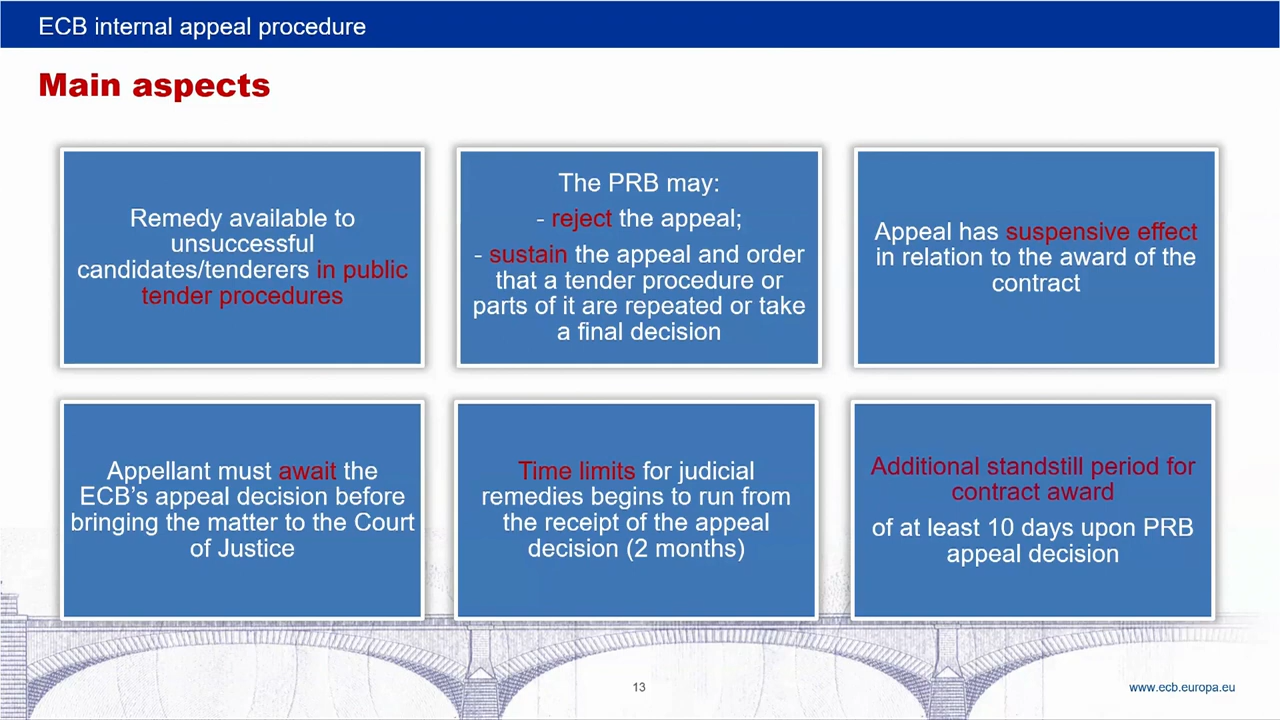 ECB internal appeal procedure
Main aspects
Remedy available to
unsuccessful
candidates/tenderers in public
tender procedures
The PRB may:
- reject the appeal;
- sustain the appeal and order
that a tender procedure or
parts of it are repeated or take
a final decision
Appeal has suspensive effect
in relation to the award of the
contract
Appellant must await the
ECB’s appeal decision before
bringing the matter to the Court
of Justice
Time limits for judicial
remedies begins to run from
the receipt of the appeal
decision (2 months)
Additional standstill period for
contract award
of at least 10 days upon PRB
appeal decision
13
www.ecb.europa.eu